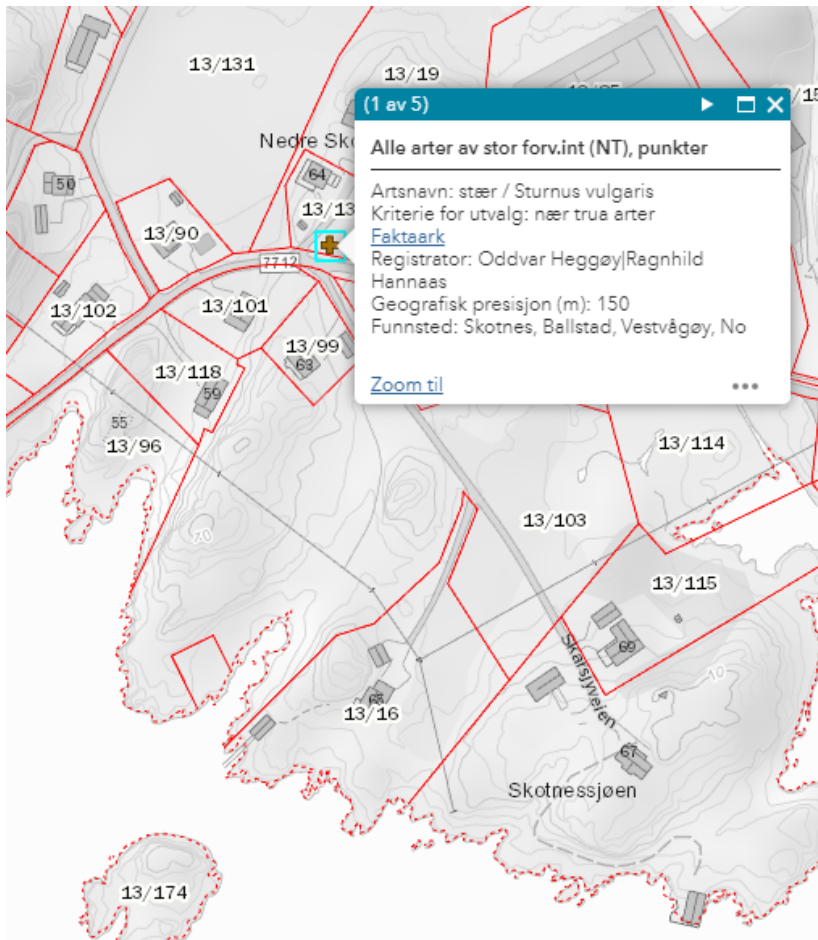 13/131
13/19
(1 av 5)
Nedre Sko
Alle arter av stor forv.int (NT), punkter
Artsnavn: stær / Sturnus vulgaris
Kriterie for utvalg: nær trua arter
Faktaark
Registrator: Oddvar Heggøy|Ragnhild
Hannaas
Geografisk presisjon (m): 150
Funnsted: Skotnes, Ballstad, Vestvågøy, No
Zoom til
64
50
13/13
13/90
7712
13/102
13/101
13/99
63
13/118
59
55
13/96
13/114
13/103
13/115
69
10
Skarsjyveien
13/16
67
Skotnessjøen
13/174